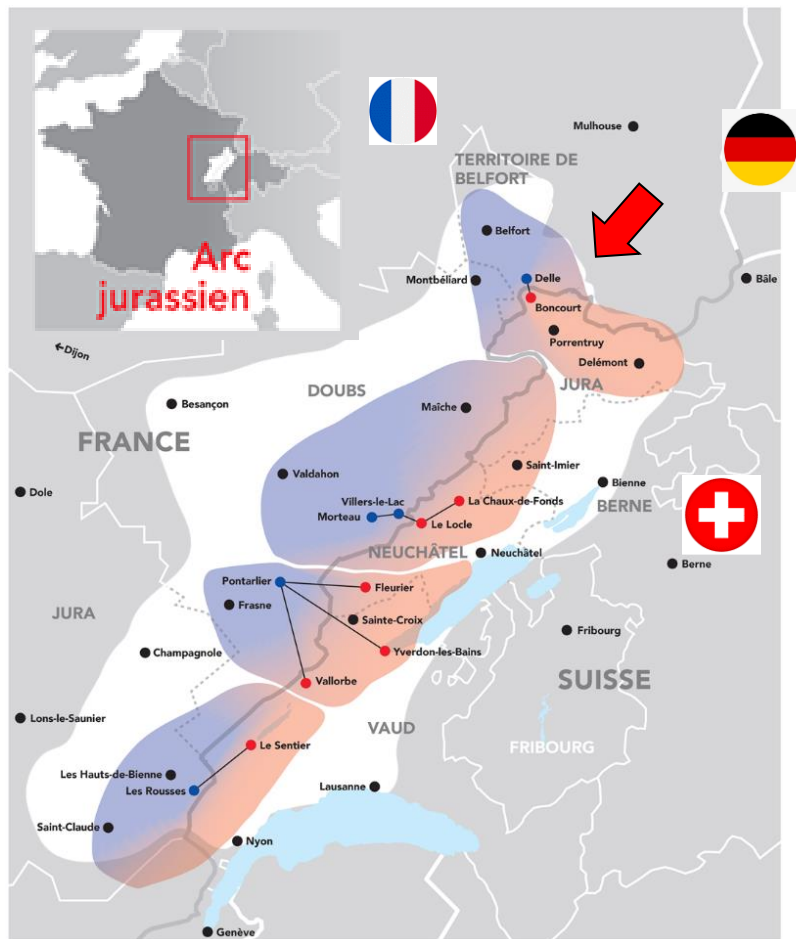 Arc
jurassien
Mulhouse
TERRITOIRE DE
BELFORT
Belfort
Montbéliard
Delle
Bâle
Boncourt
Porrentruy
Delémont
←Dijon
JURA
DOUBS
Besançon
Maîche
FRANCE
Saint-Imier
Valdahon
Bienne
Dole
Villers-le-Lac
La Chaux-de-Fonds
BERNE
Morteau
Le Locle
NEUCHÂTEL
Neuchâtel
Berne
Pontarlier
Fleurier
Frasne
JURA
Sainte-Croix
Fribourg
Champagnole
Yverdon-les-Bains
SUISSE
Vallorbe
Lons-le-Saunier
VAUD
Le Sentier
FRIBOURG
Les Hauts-de-Bienne
Les Rousses
Lausanne
Saint-Claude
Nyon
Genève